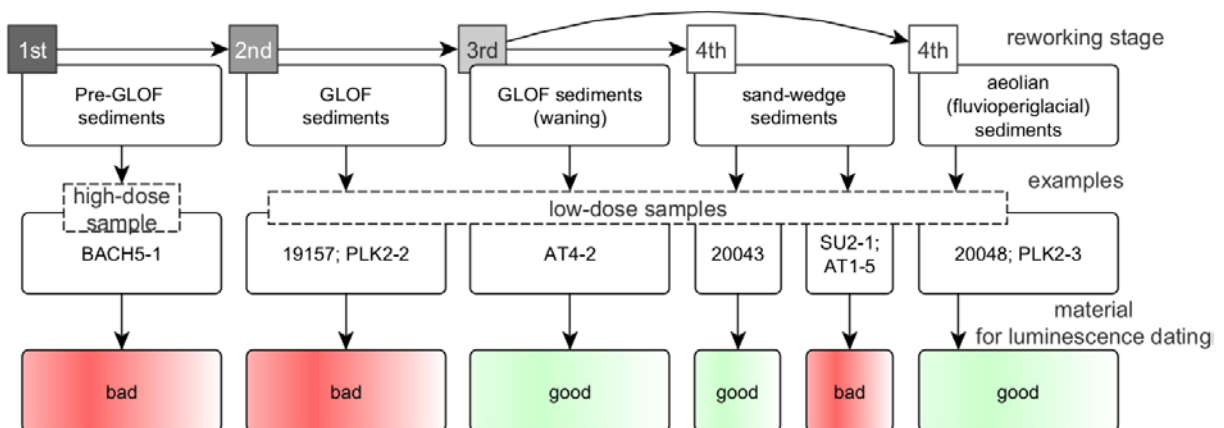 1st
2nd
3rd
4th
4th
reworking stage
Pre-GLOF
sediments
GLOF
sediments
GLOF sediments
(waning)
sand-wedge
sediments
aeolian
(fluvioperiglacial)
sediments
examples
high-dose
sample
low-dose samples
BACH5-1
19157; PLK2-2
AT4-2
20043
SU2-1;
AT1-5
20048; PLK2-3
material
for luminescence dating
bad
bad
good
good
bad
good